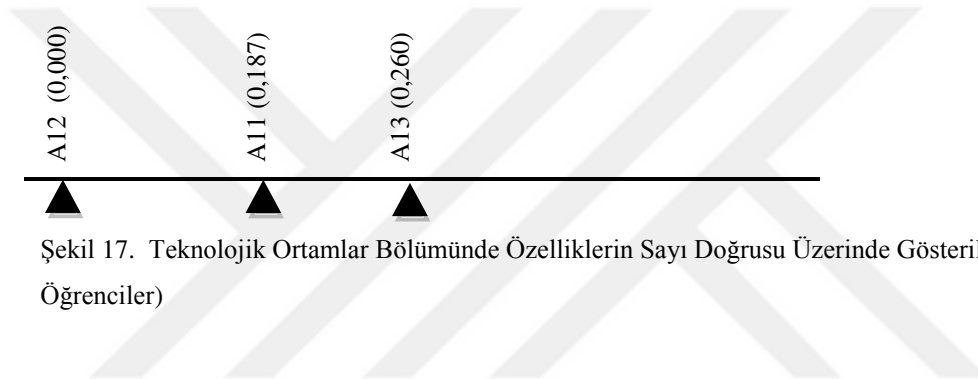 A12 (0,000)
A11 (0,187)
A13 (0,260)
Şekil 17. Teknolojik Ortamlar Bölümünde Özelliklerin Sayı Doğrusu Üzerinde
Öğrenciler)